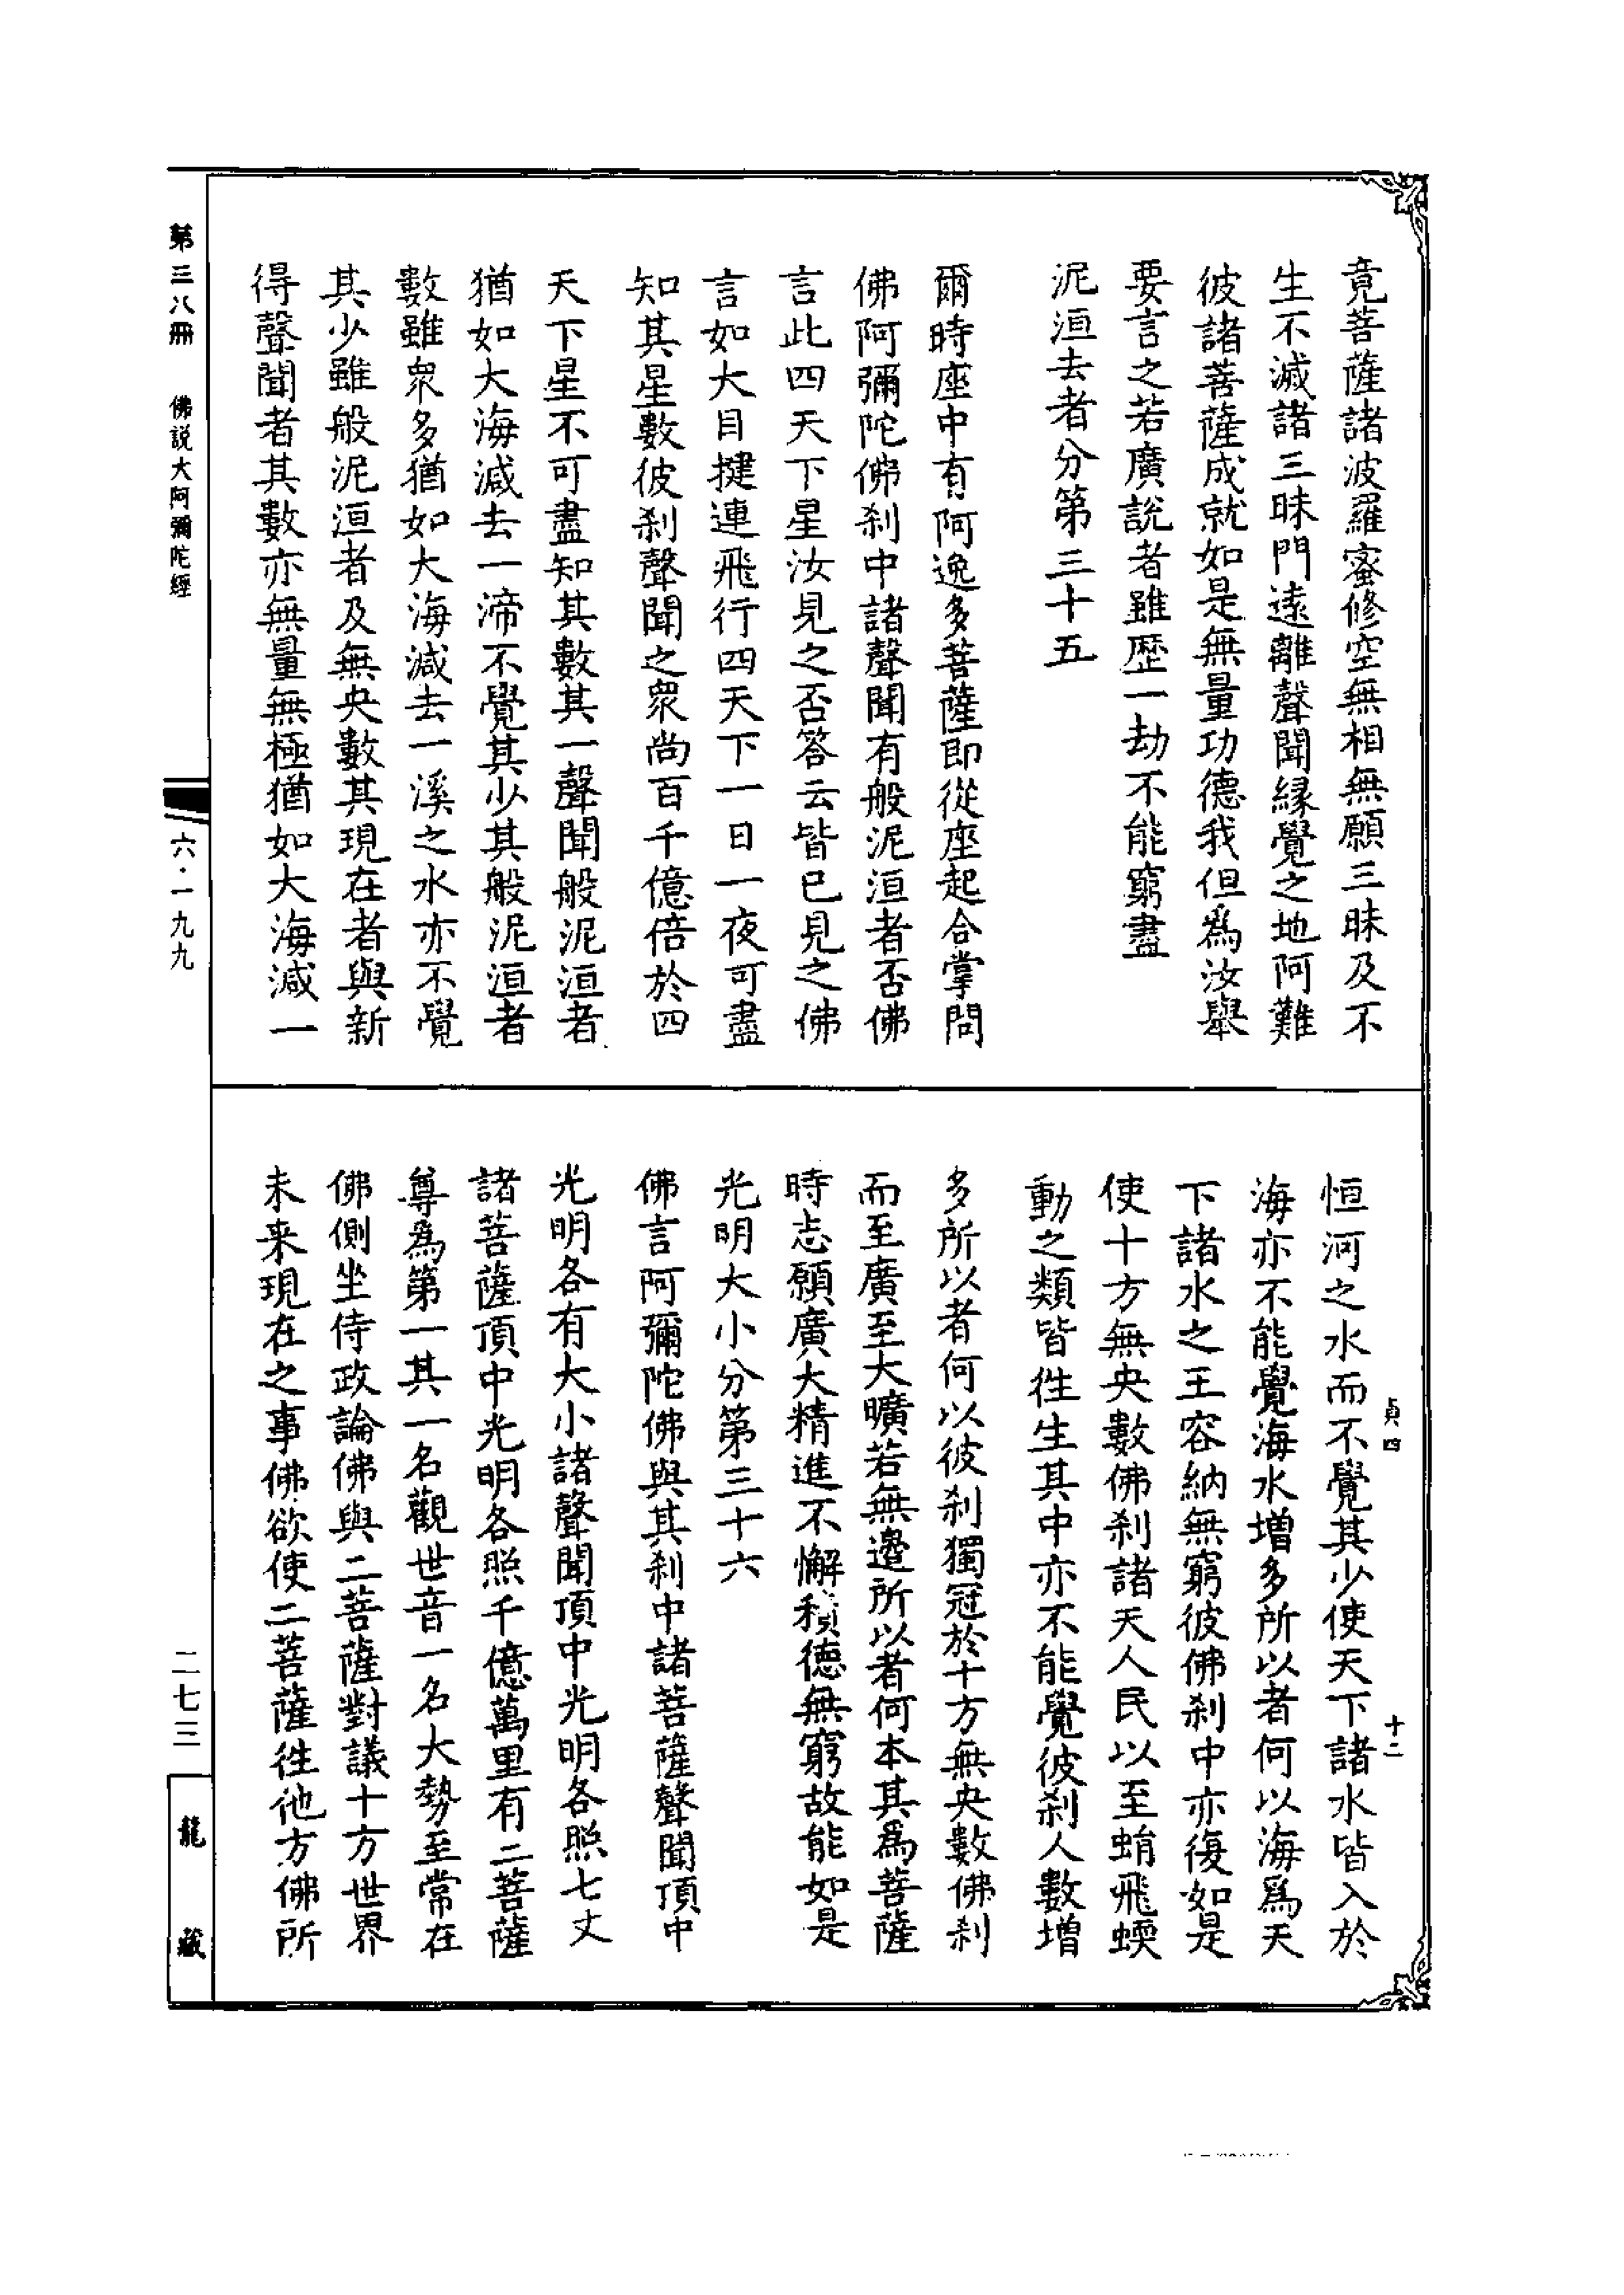 竟菩薩諸波羅蜜修空無相無願三昧及不
生不滅諸三昧門遠離聲聞緣覺之地阿難
彼諸菩薩成就如是無量功德我但爲汝舉
要言之若廣說者雖歷一劫不能窮盡
泥洹去者分第三十五
爾時座中有阿逸多菩薩即從座起合掌問
佛阿彌陀佛刹中諸聲聞有般泥洹者否佛
言此四天下星汝見之否答云皆已見之佛
言如大目揵連飛行四天下一日一夜可盡
知其星數彼刹聲聞之眾尚百千億倍於四
天下星不可盡知其數其一聲聞般泥洹者
猶如大海減去一渧不覺其少其般泥洹者
數雖眾多猶如大海減去一溪之水亦不覺
其少雖般泥洹者及無央數其現在者與新
得聲聞者其數亦無量無極猶如大海減一
恒河之水而不覺其少使天下諸水皆入於
海亦不能覺海水增多所以者何以海爲天
下諸水之王容納無窮彼佛刹中亦復如是
使十方無央數佛刹諸天人民以至蜎飛蝡
動之類皆徃生其中亦不能覺彼刹人數增
多所以者何以彼刹獨冠於十方無央數佛刹
而至廣至大曠若無邊所以者何本其為菩薩
時志願廣大精進不懈積德無窮故能如是
光明大小分第三十六
佛言阿彌陀佛與其刹中諸菩薩聲聞頂中
光明各有大小諸聲聞頂中光明各照七丈
諸菩薩頂中光明各照千億萬里有二菩薩
尊爲第一其一名觀世音一名大勢至常在
佛側坐侍政論佛與二菩薩對議十方世界
未来現在之事佛欲使二菩薩徃他方佛所
貞四
十二
第三八冊 佛説大阿彌陀經
六·一九九
二七三
龍藏